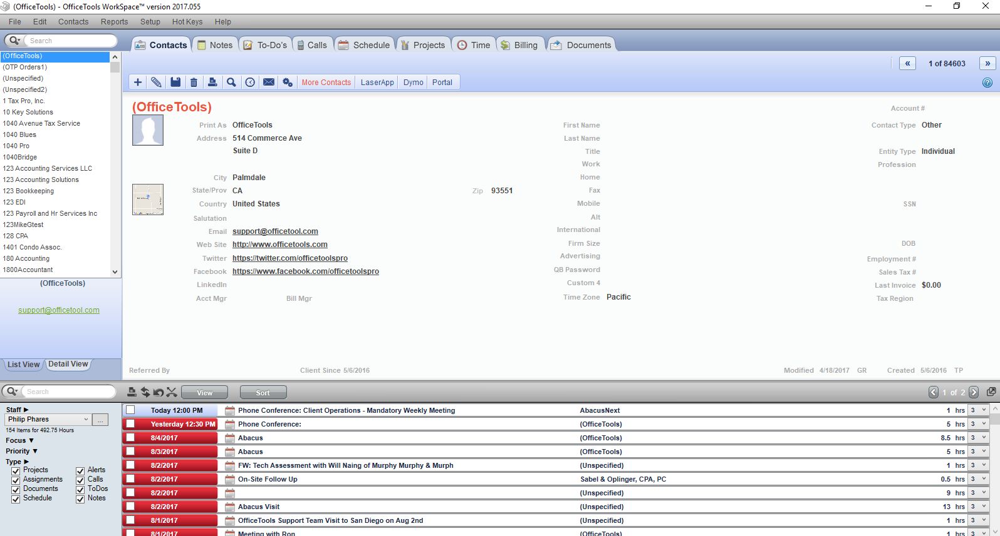 (OfficeTools) - OfficeTools WorkSpace™ version 2017.055
File Edit Contacts Reports Setup Hot Keys Help
Search
Contacts Notes To-Do's Calls Schedule Projects Time Billing Documents
(OfficeTools)
(OTP Orders1)
(Unspecified)
(Unspecified2)
1 Tax Pro, Inc.
10 Key Solutions
1040 Avenue Tax Service
1040 Blues
1040 Pro
1040Bridge
123 Accounting Services LLC
123 Accounting Solutions
123 Bookkeeping
123 EDI
123 Payroll and Hr Services Inc
123MikeGtest
128 CPA
1401 Condo Assoc.
180 Accounting
1800Accountant
(OfficeTools)
support@officetool.com
List View Detail View
« 1 of 84603 »
More Contacts LaserApp Dymo Portal
?
(OfficeTools)
Print As OfficeTools
Address 514 Commerce Ave
Suite D
City Palmdale
State/Prov CA Zip 93551
Country United States
Salutation
Email support@officetool.com
Web Site http://www.officetools.com
Twitter https://twitter.com/officetoolspro
Facebook https://www.facebook.com/officetoolspro
LinkedIn
Acct Mgr Bill Mgr
First Name
Last Name
Title
Work
Home
Fax
Mobile
Alt
International
Firm Size
Advertising
QB Password
Custom 4
Time Zone Pacific
Account #
Contact Type Other
Entity Type Individual
Profession
SSN
DOB
Employment #
Sales Tax #
Last Invoice $0.00
Tax Region
Referred By Client Since 5/6/2016 Modified 4/18/2017 GR Created 5/6/2016 TP
Search View Sort 1 of 2
Staff
Philip Phares ...
154 Items for 492.75 Hours
Focus
Priority
Type
Projects Alerts
Assignments Calls
Documents ToDos
Schedule Notes
Today 12:00 PM Phone Conference: Client Operations - Mandatory Weekly Meeting AbacusNext 1 hrs 3
Yesterday 12:30 PM Phone Conference: (OfficeTools) 5 hrs 3
8/4/2017 Abacus (OfficeTools) 8.5 hrs 3
8/3/2017 Abacus (OfficeTools) 5 hrs 3
8/2/2017 FW: Tech Assessment with Will Naing of Murphy Murphy & Murph (Unspecified) 1 hrs 3
8/2/2017 On-Site Follow Up Sabel & Oplinger, CPA, PC 0.5 hrs 3
8/2/2017 (Unspecified) 9 hrs 3
8/2/2017 Abacus Visit (Unspecified) 13 hrs 3
8/1/2017 OfficeTools Support Team Visit to San Diego on Aug 2nd (Unspecified) 1 hrs 3
8/1/2017 Meeting with Ron (OfficeTools) 1 hrs 3